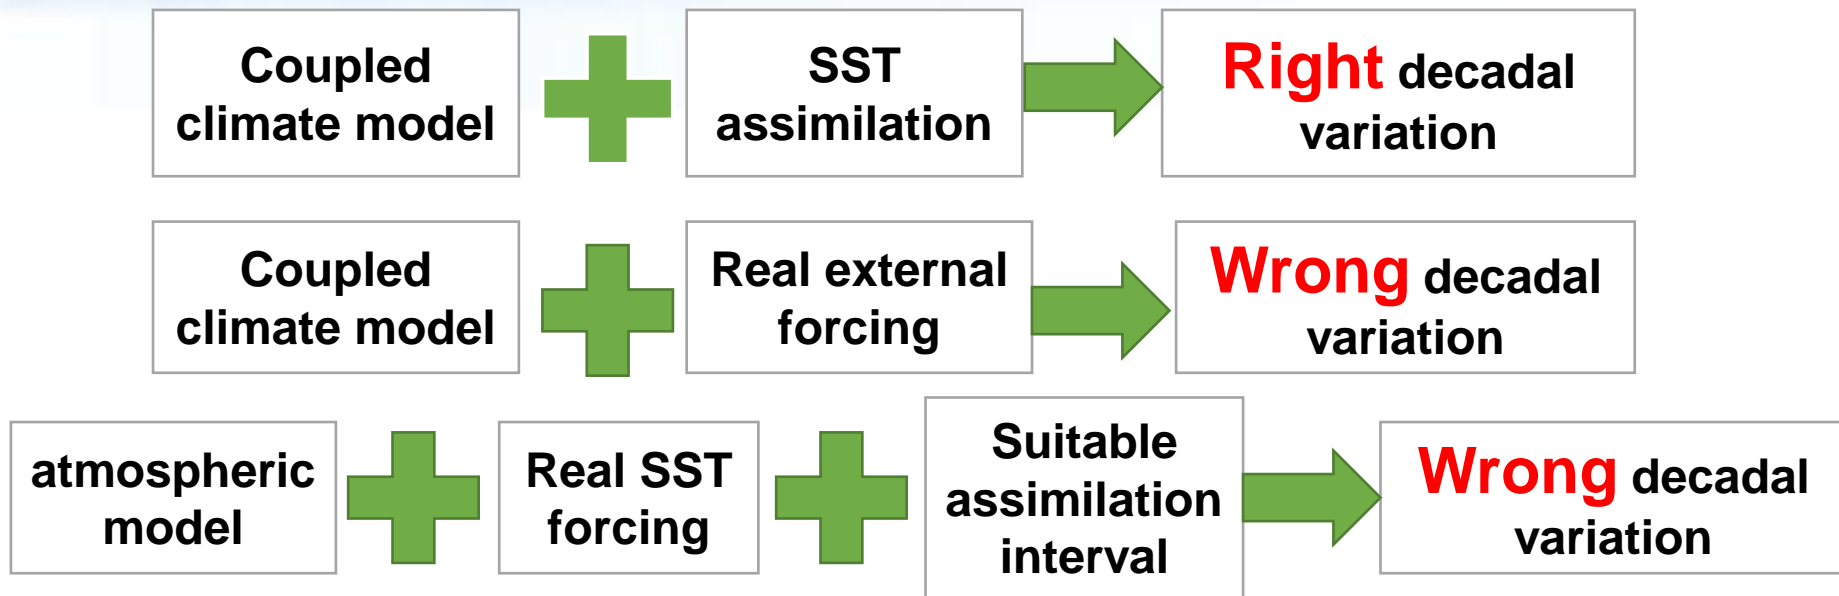 Coupled
climate model
SST
assimilation
Right decadal
variation
Coupled
climate model
Real external
forcing
Wrong decadal
variation
atmospheric
model
Real SST
forcing
Suitable
assimilation
interval
Wrong decadal
variation